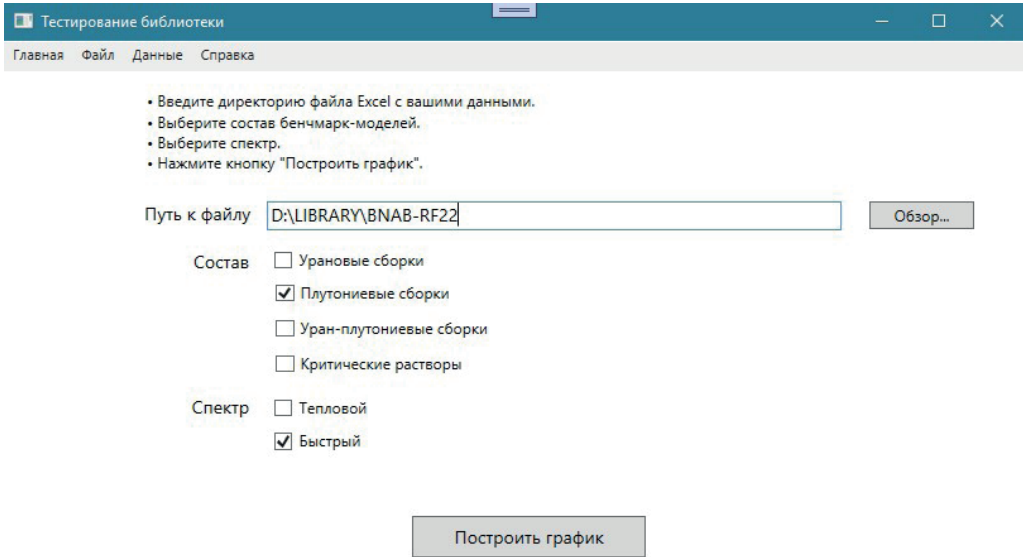 Тестирование библиотеки
Главная Файл Данные Справка
• Введите директорию файла Excel с вашими данными.
• Выберите состав бенчмарк-моделей.
• Выберите спектр.
• Нажмите кнопку "Построить график".
Путь к файлу D:\LIBRARY\BNAB-RF22 Обзор...
Состав Урановые сборки
Плутониевые сборки
Уран-плутониевые сборки
Критические растворы
Спектр Тепловой
Быстрый
Построить график